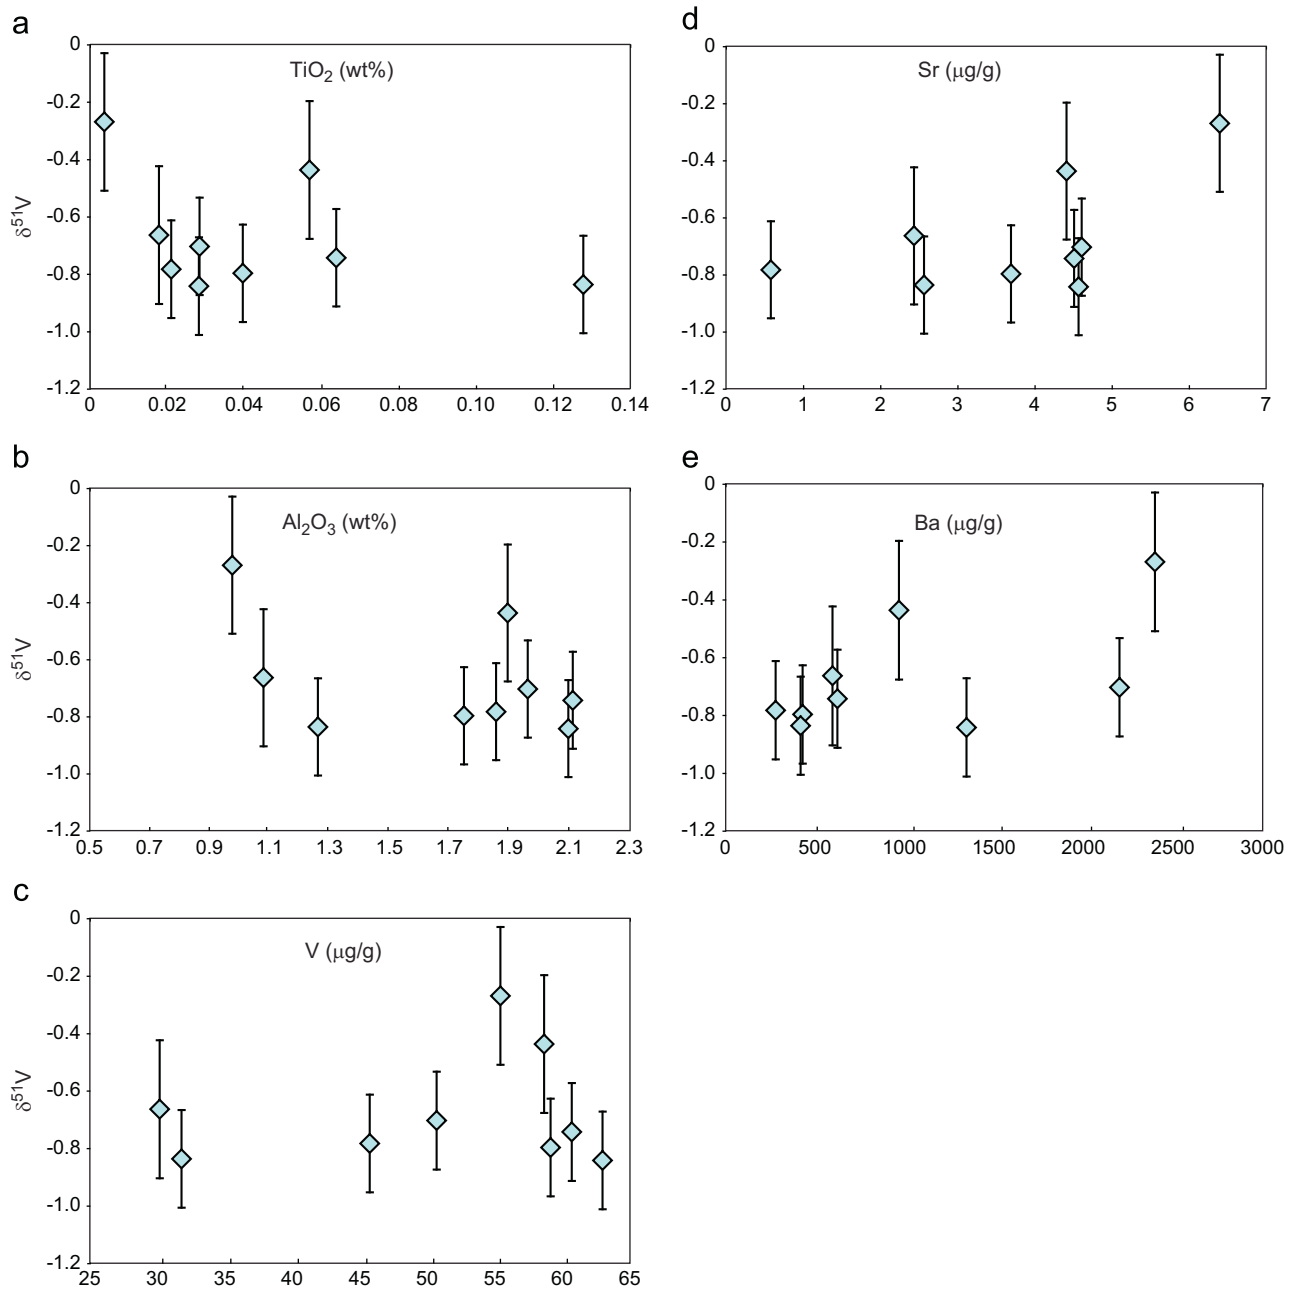 a
TiO2 (wt%)
δ51V
0
-0.2
-0.4
-0.6
-0.8
-1.0
-1.2
0 0.02 0.04 0.06 0.08 0.10 0.12 0.14
d
Sr (μg/g)
0
-0.2
-0.4
-0.6
-0.8
-1.0
-1.2
0 1 2 3 4 5 6 7
b
Al2O3 (wt%)
δ51V
0
-0.2
-0.4
-0.6
-0.8
-1.0
-1.2
0.5 0.7 0.9 1.1 1.3 1.5 1.7 1.9 2.1 2.3
e
Ba (μg/g)
0
-0.2
-0.4
-0.6
-0.8
-1.0
-1.2
0 500 1000 1500 2000 2500 3000
c
V (μg/g)
δ51V
0
-0.2
-0.4
-0.6
-0.8
-1.0
-1.2
25 30 35 40 45 50 55 60 65